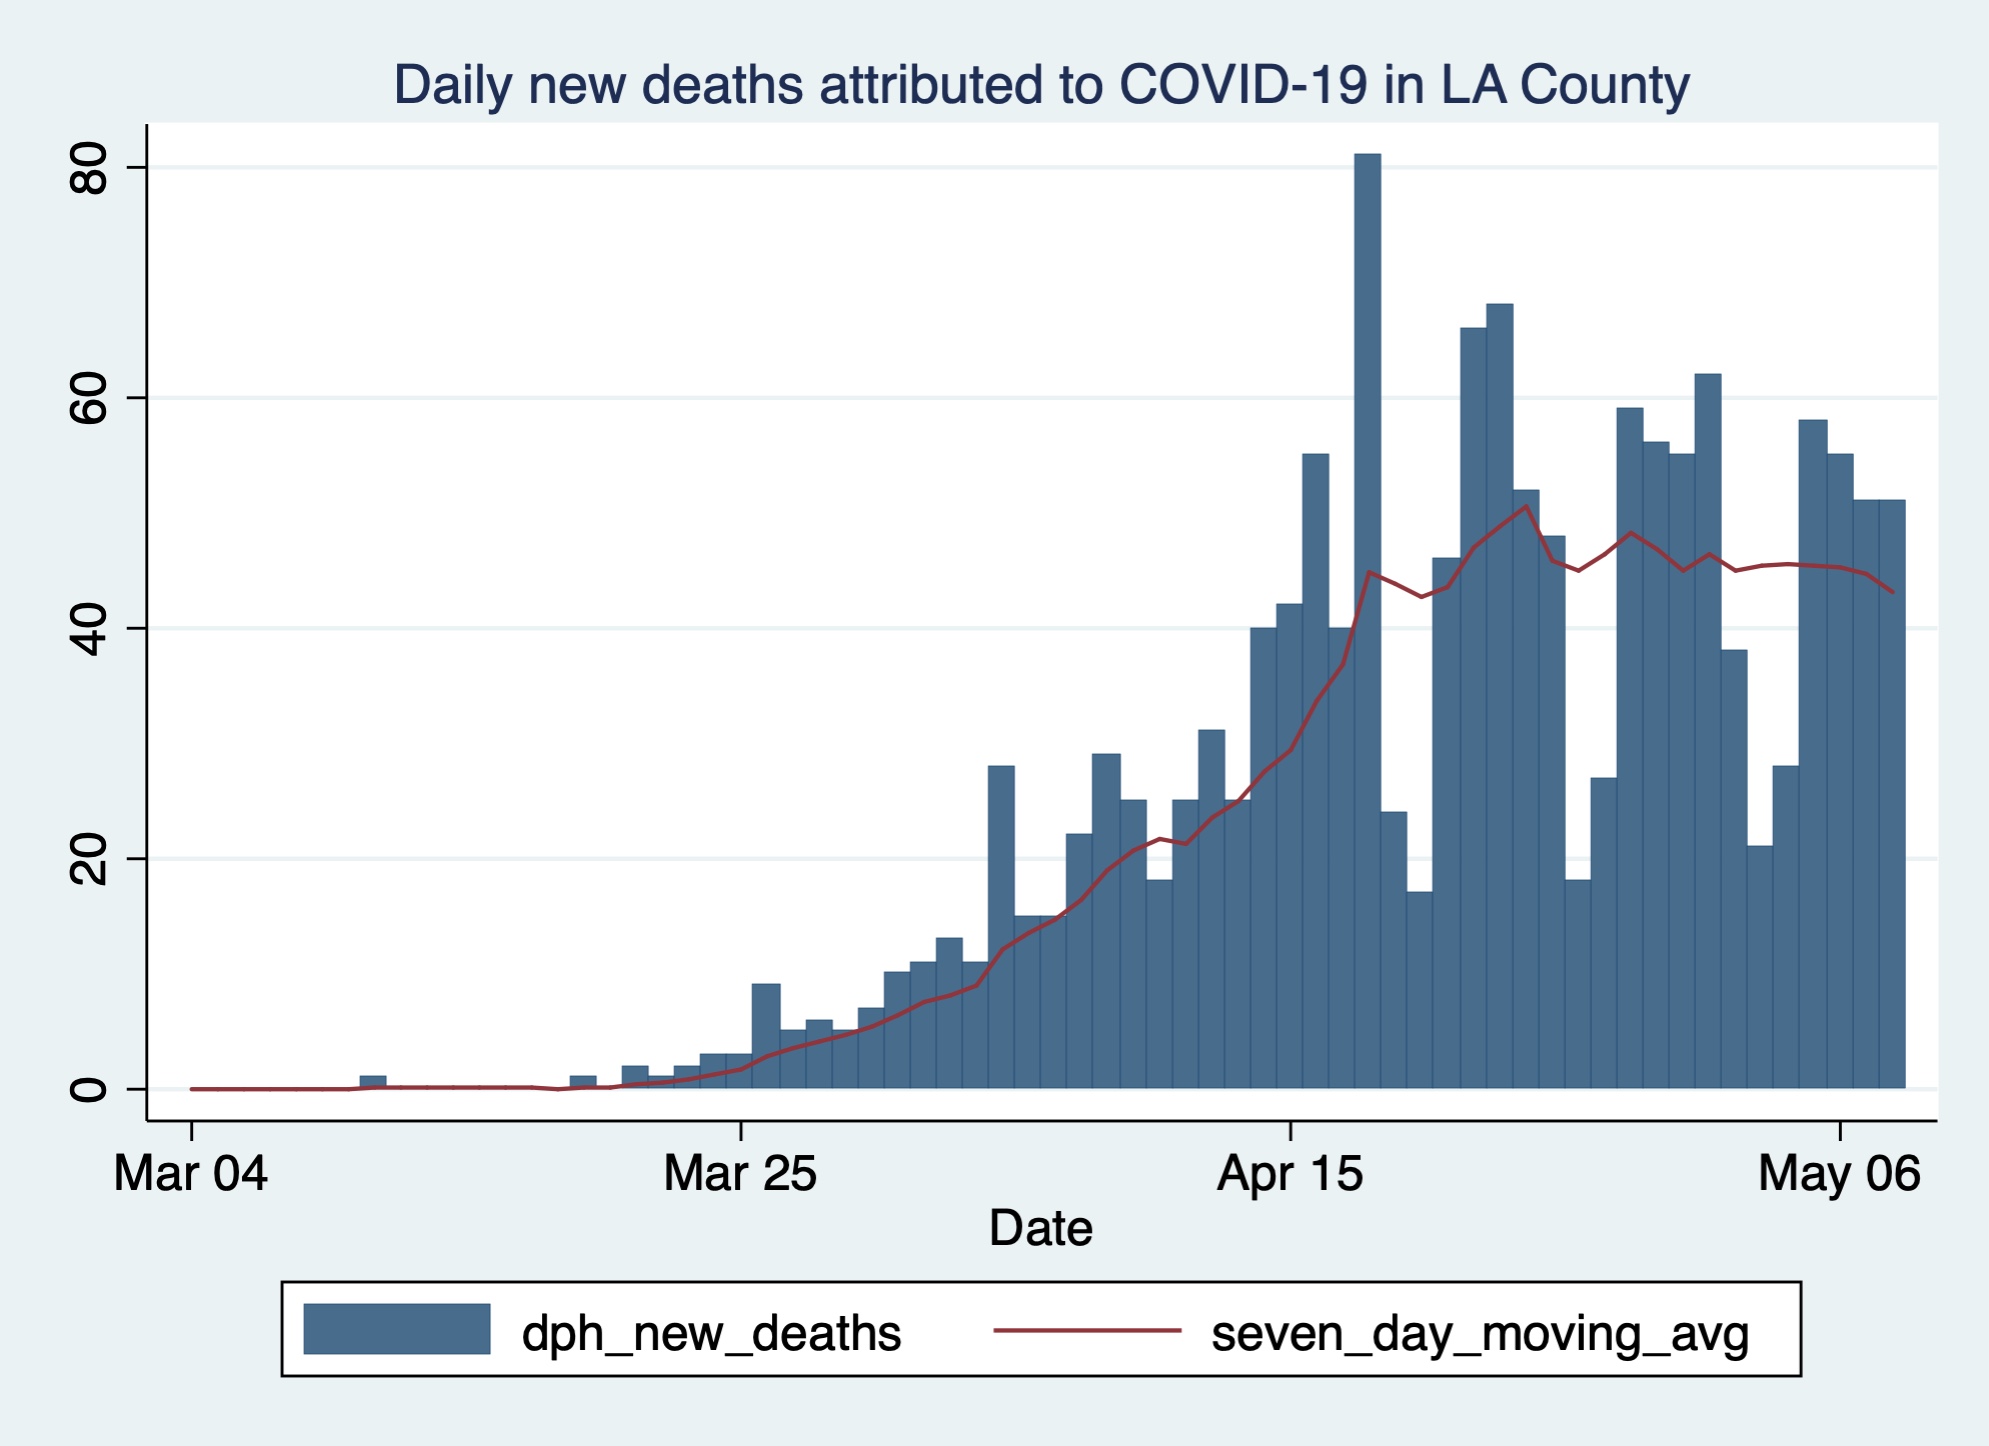 Daily new deaths attributed to COVID-19 in LA County
80
60
40
20
0
Mar 04 Mar 25 Apr 15 May 06
Date
dph_new_deaths seven_day_moving_avg